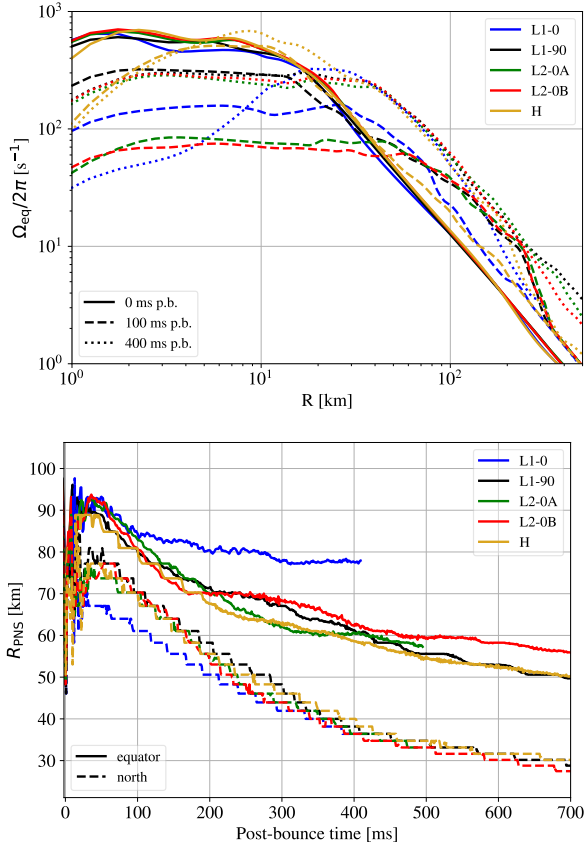 10³
10²
10¹
10⁰
Ω_eq/2π [s⁻¹]
L1-0
L1-90
L2-0A
L2-0B
H
0 ms p.b.
100 ms p.b.
400 ms p.b.
10⁰ 10¹ 10²
R [km]
100
90
80
70
60
50
40
30
R_PNS [km]
L1-0
L1-90
L2-0A
L2-0B
H
equator
north
0 100 200 300 400 500 600 700
Post-bounce time [ms]